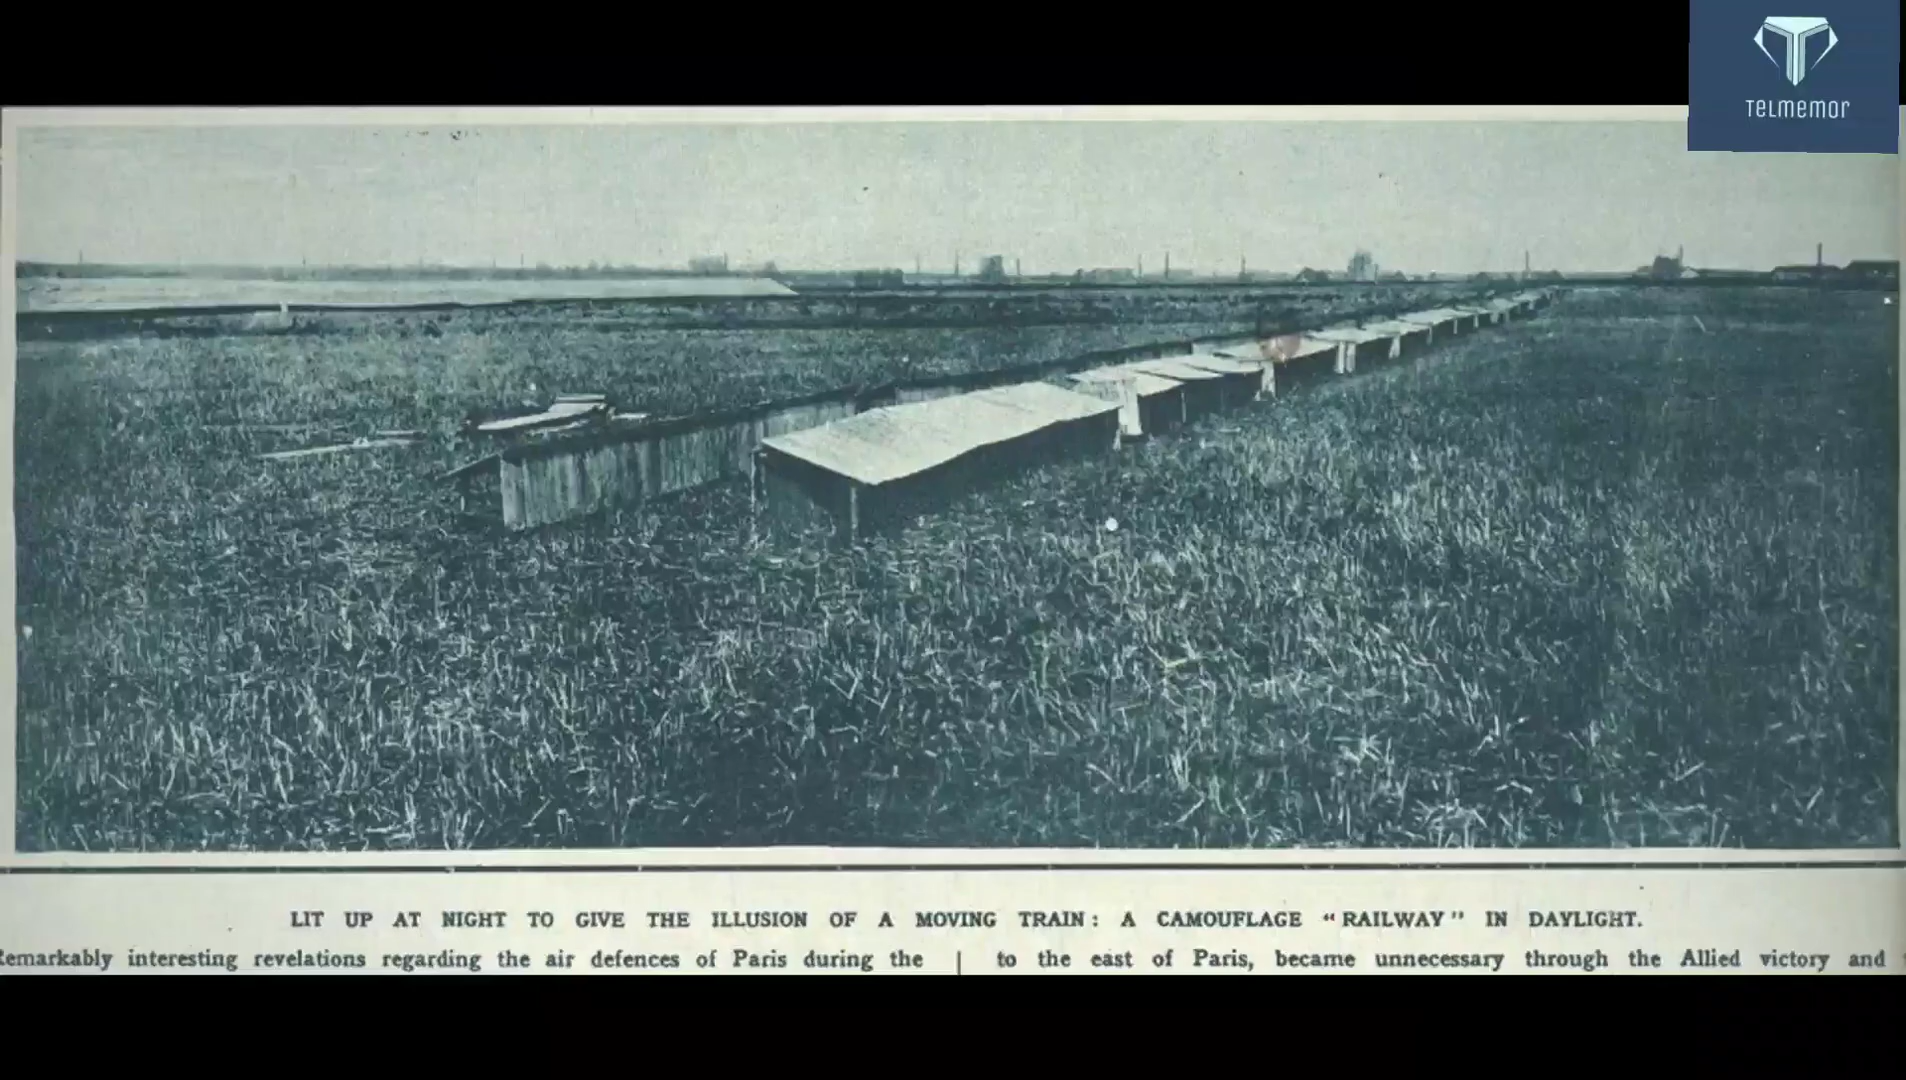 TELMEMOR
LIT UP AT NIGHT TO GIVE THE ILLUSION OF A MOVING TRAIN: A CAMOUFLAGE "RAILWAY" IN DAYLIGHT.
Remarkably interesting revelations regarding the air defences of Paris during the
to the east of Paris, became unnecessary through the Allied victory and